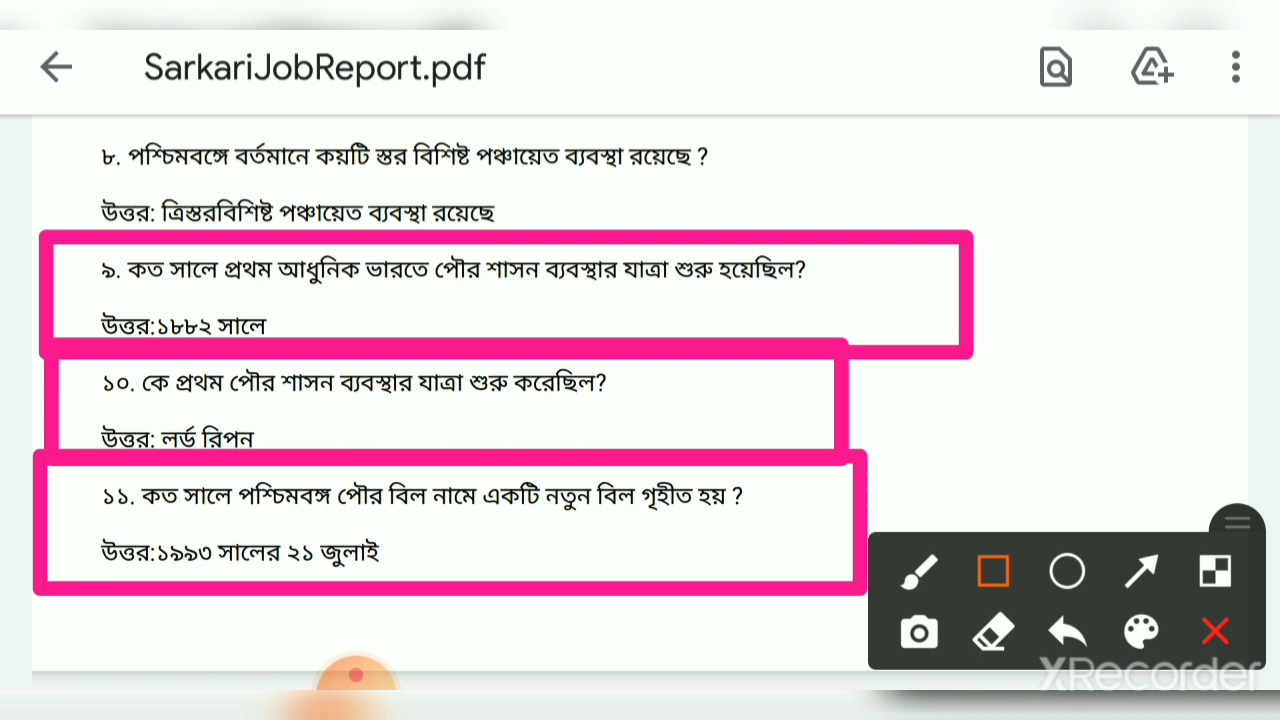 SarkariJobReport.pdf
৮. পশ্চিমবঙ্গে বর্তমানে কয়টি স্তর বিশিষ্ট পঞ্চায়েত ব্যবস্থা রয়েছে ?
উত্তর: ত্রিস্তরবিশিষ্ট পঞ্চায়েত ব্যবস্থা রয়েছে
৯. কত সালে প্রথম আধুনিক ভারতে পৌর শাসন ব্যবস্থার যাত্রা শুরু হয়েছিল?
উত্তর:১৮৮২ সালে
১০. কে প্রথম পৌর শাসন ব্যবস্থার যাত্রা শুরু করেছিল?
উত্তর: লর্ড রিপন
১১. কত সালে পশ্চিমবঙ্গ পৌর বিল নামে একটি নতুন বিল গৃহীত হয় ?
উত্তর:১৯৯৩ সালের ২১ জুলাই
XRecorder